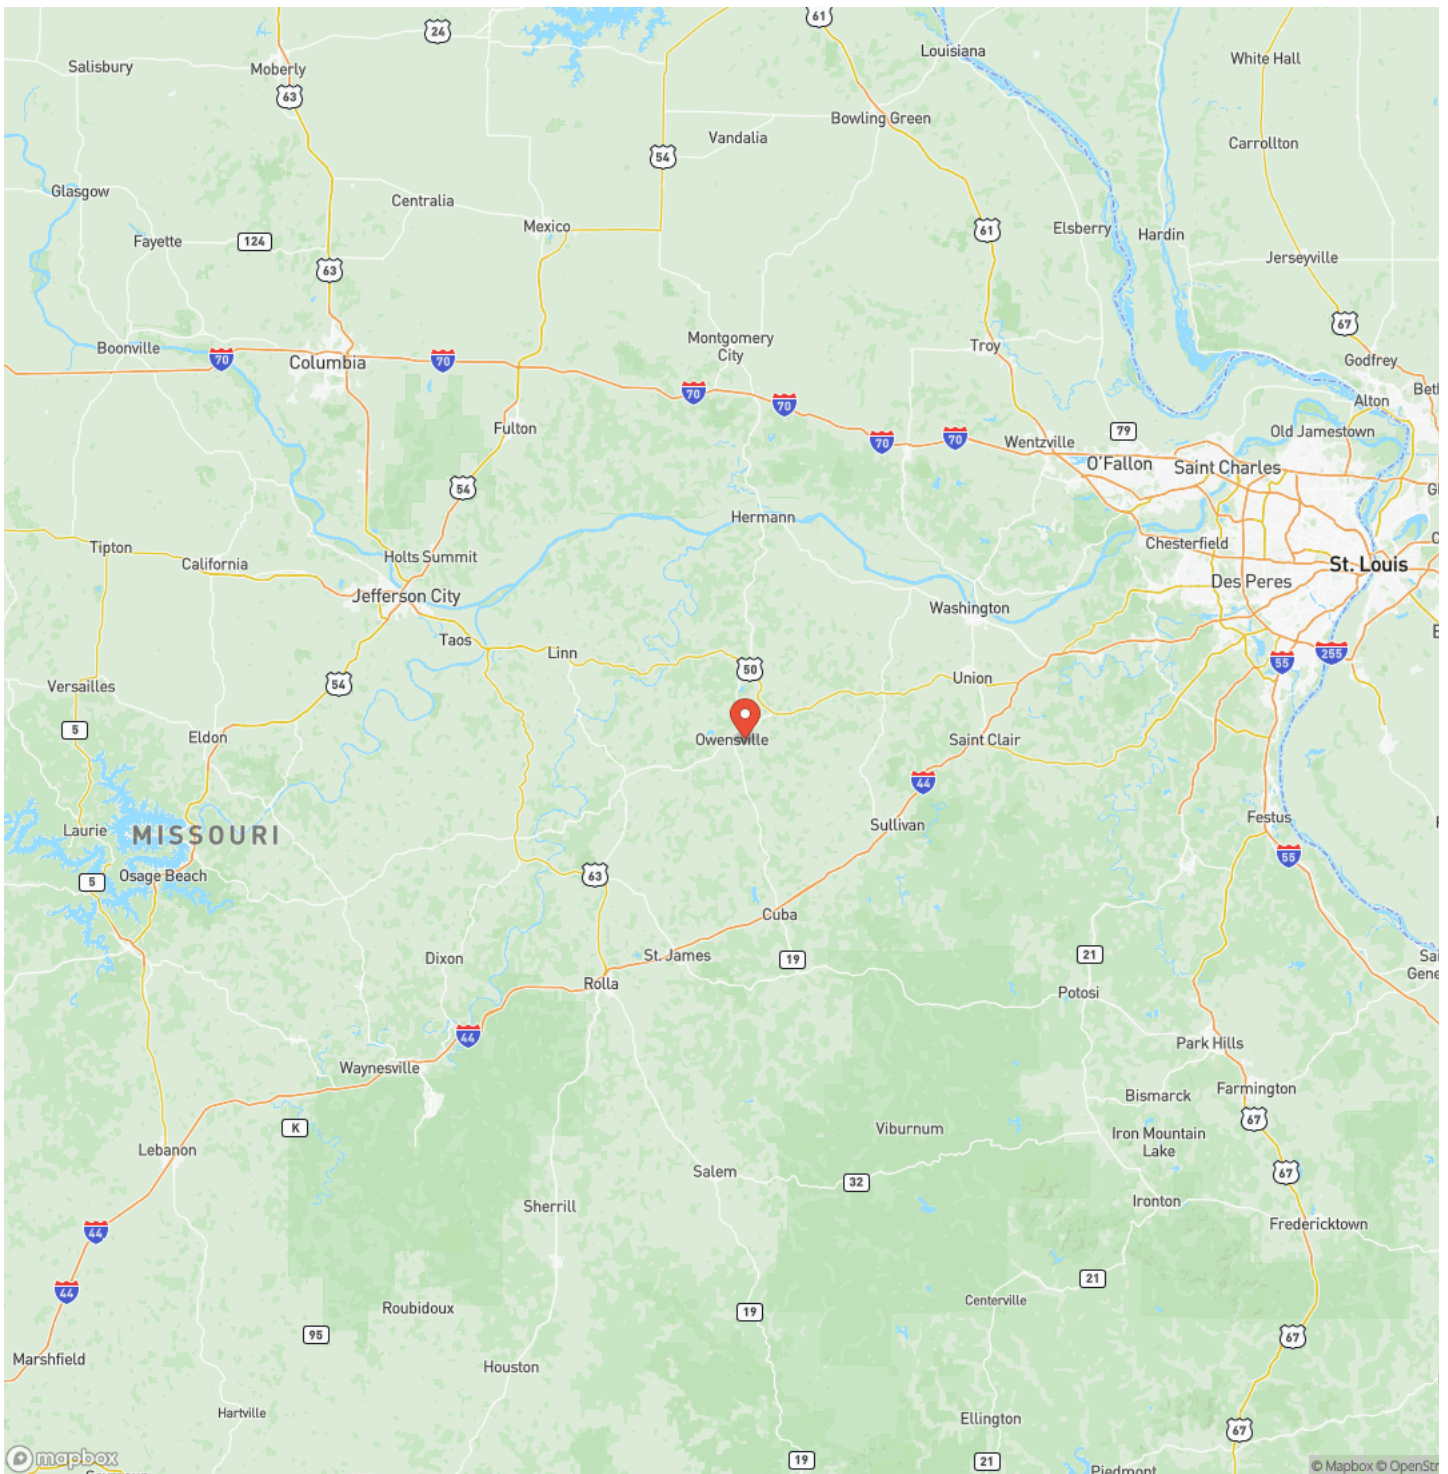 61
24
Louisiana
Salisbury
Moberly
White Hall
63
Bowling Green
Vandalia
Carrollton
54
Glasgow
Centralia
Mexico
Elsberry
Hardin
61
Fayette
124
63
Jerseyville
67
Montgomery
City
Troy
Boonville
70
Columbia
70
Godfrey
70
70
Alton
Fulton
79
Old Jamestown
70
70
Wentzville
O'Fallon
Saint Charles
54
Hermann
Tipton
California
Holts Summit
Chesterfield
St. Louis
Jefferson City
Des Peres
Washington
Taos
Linn
50
55
255
Versailles
54
Union
5
Eldon
Owensville
Saint Clair
44
Laurie
MISSOURI
Sullivan
Festus
55
5
Osage Beach
63
Cuba
Dixon
St. James
19
21
Rolla
Potosi
44
Waynesville
Park Hills
Bismarck
Farmington
K
67
Viburnum
Iron Mountain
Lake
Lebanon
Salem
32
67
Sherrill
Ironton
44
Fredericktown
44
21
Roubidoux
19
Centerville
95
67
Marshfield
Houston
Hartville
Ellington
67
mapbox
19
21
Piedmont
© Mapbox © OpenStr